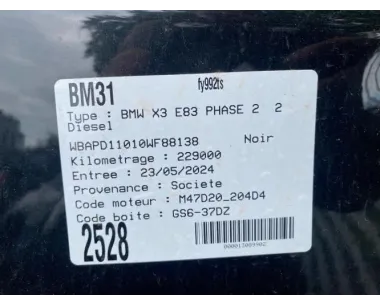 BM31 fy992ts
Type : BMW X3 E83 PHASE 2 2
Diesel
WBAPD11010WF88138 Noir
Kilometrage : 229000
Entree : 23/05/2024
Provenance : Societe
Code moteur : M47D20_204D4
Code boite : GS6-37DZ
2528